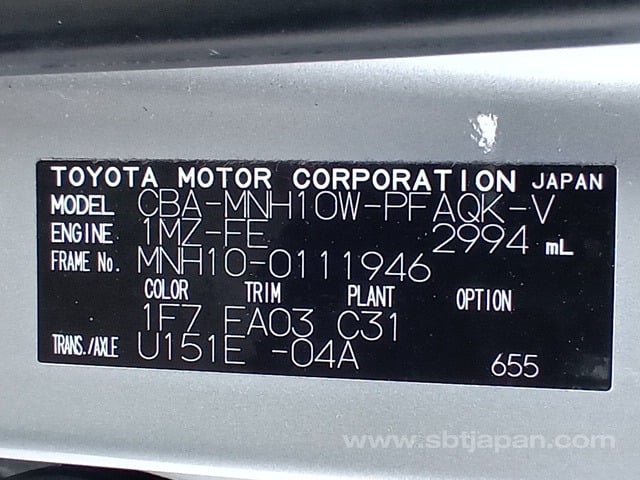 TOYOTA MOTOR CORPORATION JAPAN
MODEL CBA-MNH10W-PFAQK-V
ENGINE 1MZ-FE 2994 mL
FRAME No. MNH10-0111946
COLOR TRIM PLANT OPTION
1F7 FA03 C31
TRANS./AXLE U151E -04A 655
www.sbtjapan.com